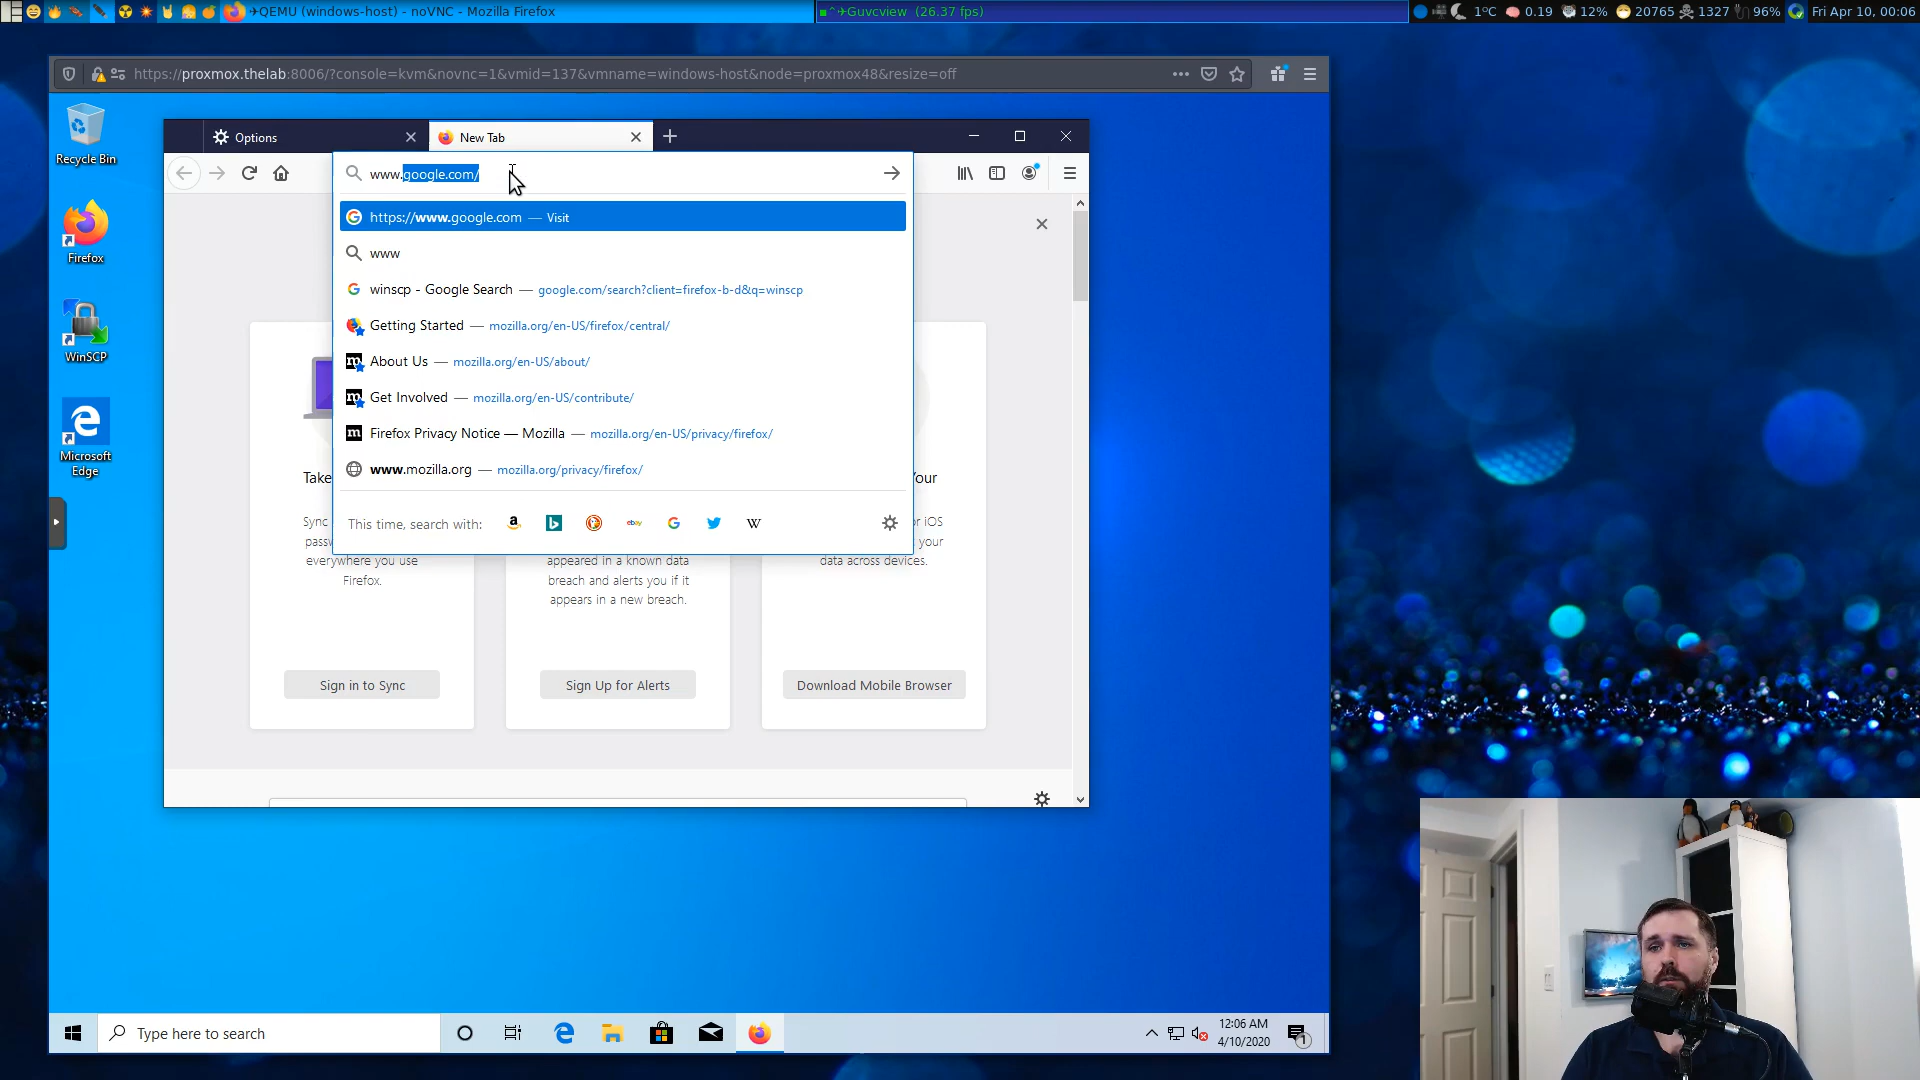 ✈QEMU (windows-host) - noVNC - Mozilla Firefox
Guvcview (26.37 fps)
1°C 0.19 12% 20765 1327 96% Fri Apr 10, 00:06
https://proxmox.thelab:8006/?console=kvm&novnc=1&vmid=137&vmname=windows-host&node=proxmox48&resize=off
Recycle Bin
Firefox
WinSCP
Microsoft
Edge
Options
New Tab
www.google.com/
https://www.google.com — Visit
www
winscp - Google Search — google.com/search?client=firefox-b-d&q=winscp
Getting Started — mozilla.org/en-US/firefox/central/
About Us — mozilla.org/en-US/about/
Get Involved — mozilla.org/en-US/contribute/
Firefox Privacy Notice — Mozilla — mozilla.org/en-US/privacy/firefox/
www.mozilla.org — mozilla.org/privacy/firefox/
This time, search with:
Take
Sync
everywhere you use
Firefox.
Sign in to Sync
appeared in a known data
breach and alerts you if it
appears in a new breach.
Sign Up for Alerts
r iOS
your
data across devices.
Download Mobile Browser
Type here to search
12:06 AM
4/10/2020
1